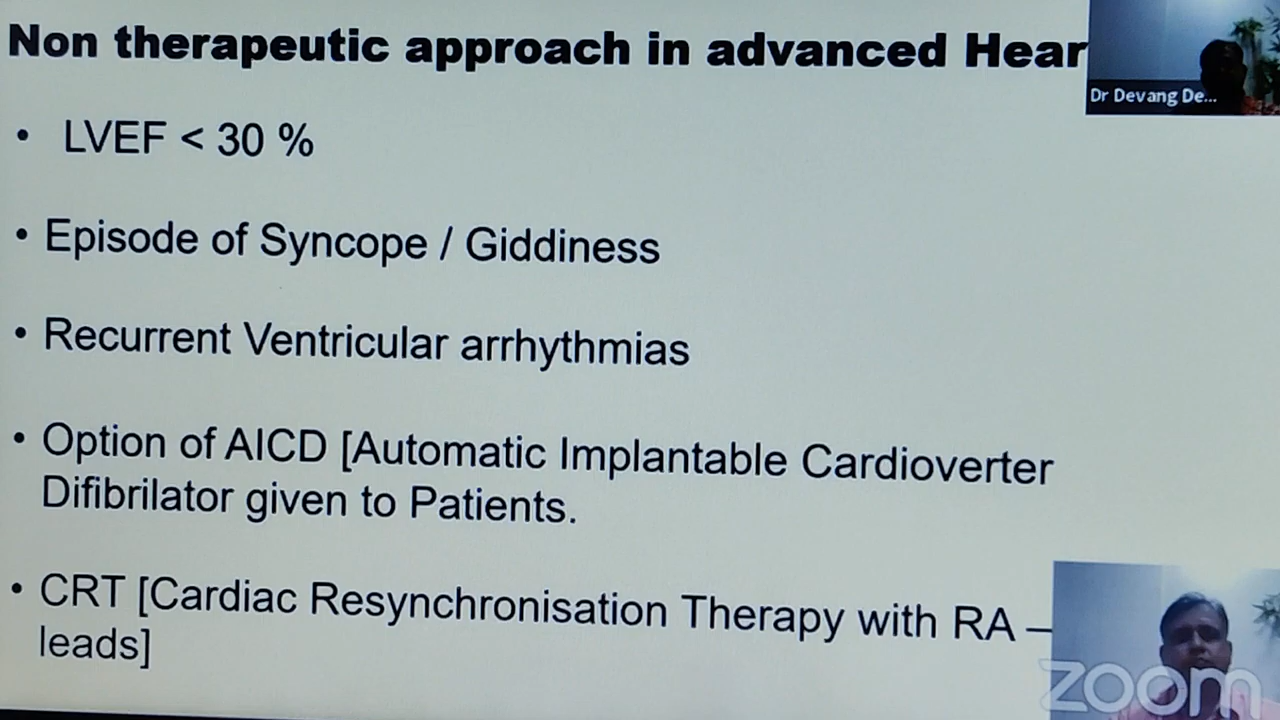 Non therapeutic approach in advanced Hear
Dr Devang De...
• LVEF < 30 %
• Episode of Syncope / Giddiness
• Recurrent Ventricular arrhythmias
• Option of AICD [Automatic Implantable Cardioverter
Difibrilator given to Patients.
• CRT [Cardiac Resynchronisation Therapy with RA –
leads]
zoom